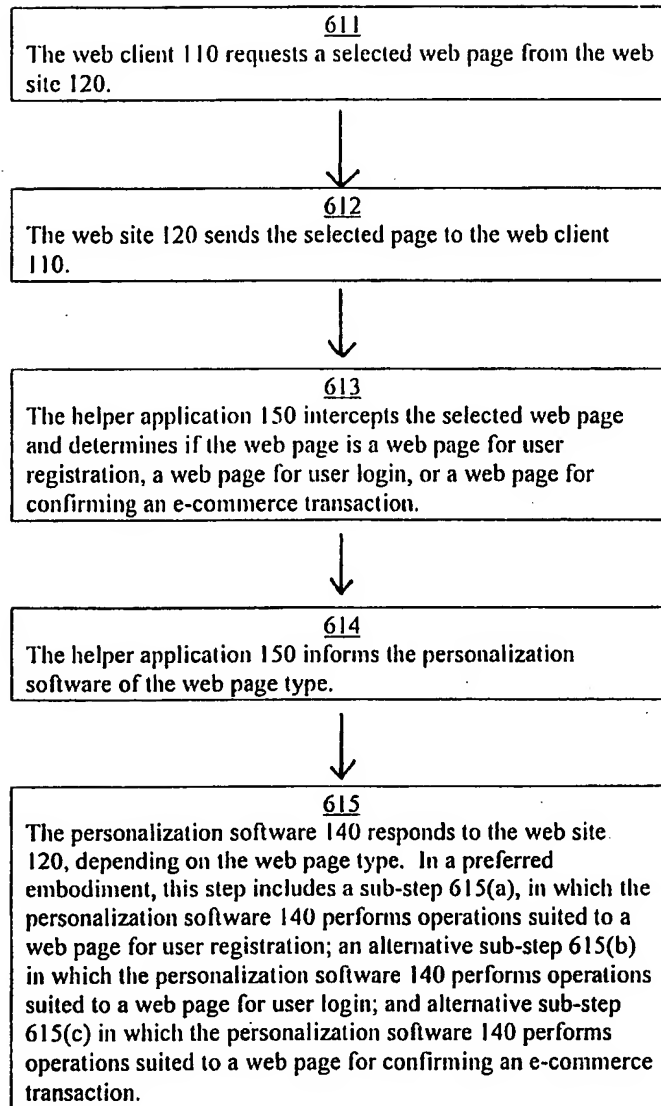 611
The web client 110 requests a selected web page from the web
site 120.
612
The web site 120 sends the selected page to the web client
110.
613
The helper application 150 intercepts the selected web page
and determines if the web page is a web page for user
registration, a web page for user login, or a web page for
confirming an e-commerce transaction.
614
The helper application 150 informs the personalization
software of the web page type.
615
The personalization software 140 responds to the web site
120, depending on the web page type. In a preferred
embodiment, this step includes a sub-step 615(a), in which the
personalization software 140 performs operations suited to a
web page for user registration; an alternative sub-step 615(b)
in which the personalization software 140 performs operations
suited to a web page for user login; and alternative sub-step
615(c) in which the personalization software 140 performs
operations suited to a web page for confirming an e-commerce
transaction.